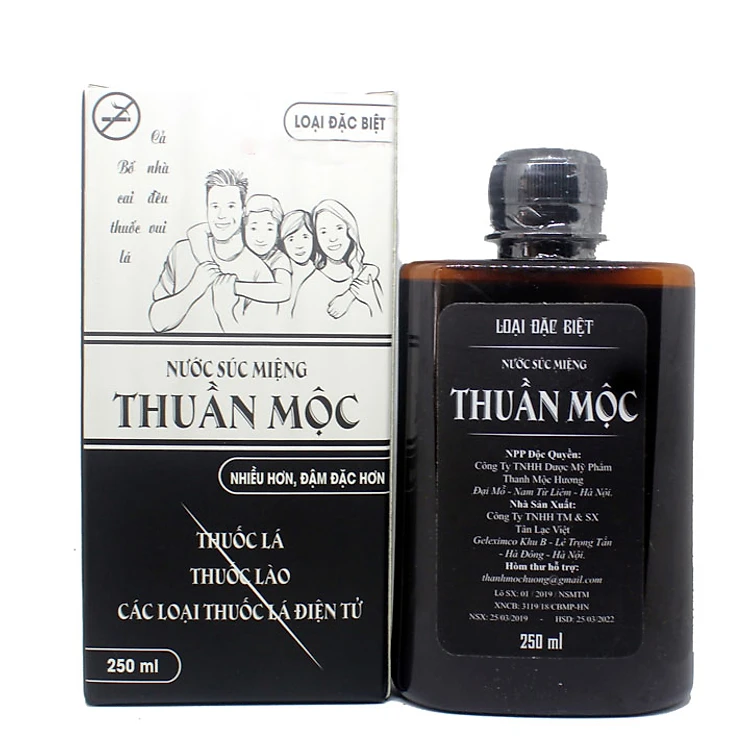 LOẠI ĐẶC BIỆT
Cả
Bố nhà
cai đều
thuốc vui
lá
NƯỚC SÚC MIỆNG
THUẦN MỘC
NHIỀU HƠN, ĐẬM ĐẶC HƠN
THUỐC LÁ
THUỐC LÀO
CÁC LOẠI THUỐC LÁ ĐIỆN TỬ
250 ml
LOẠI ĐẶC BIỆT
NƯỚC SÚC MIỆNG
THUẦN MỘC
NPP Độc Quyền:
Công Ty TNHH Dược Mỹ Phẩm
Thanh Mộc Hương
Đại Mỗ - Nam Từ Liêm - Hà Nội.
Nhà Sản Xuất:
Công Ty TNHH TM & SX
Tân Lạc Việt
Geleximco Khu B - Lê Trọng Tấn
- Hà Đông - Hà Nội.
Hòm thư hỗ trợ:
thanhmochuong@gmail.com
Lô SX: 01 / 2019 / NSMTM
XNCB: 3119/18/CBMP-HN
NSX: 25/03/2019 - HSD: 25/03/2022
250 ml